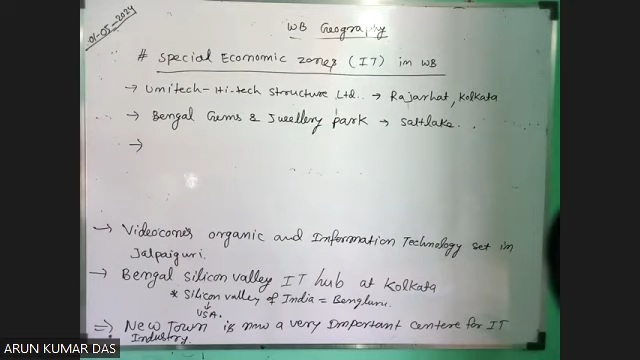 01-05-2024
WB Geography
# Special Economic Zones (IT) in WB
→ Unitech-Hi-tech Structure Ltd. → Rajarhat, Kolkata
→ Bengal Gems & Jwellery park → Saltlake..
→
→ Videocon's organic and Information Technology set in
Jalpaiguri.
→ Bengal silicon valley IT hub at Kolkata
* Silicon valley of India = Bengluru.
↓
USA.
⇒ New Town is now a very Important centere for IT
Industry.
ARUN KUMAR DAS